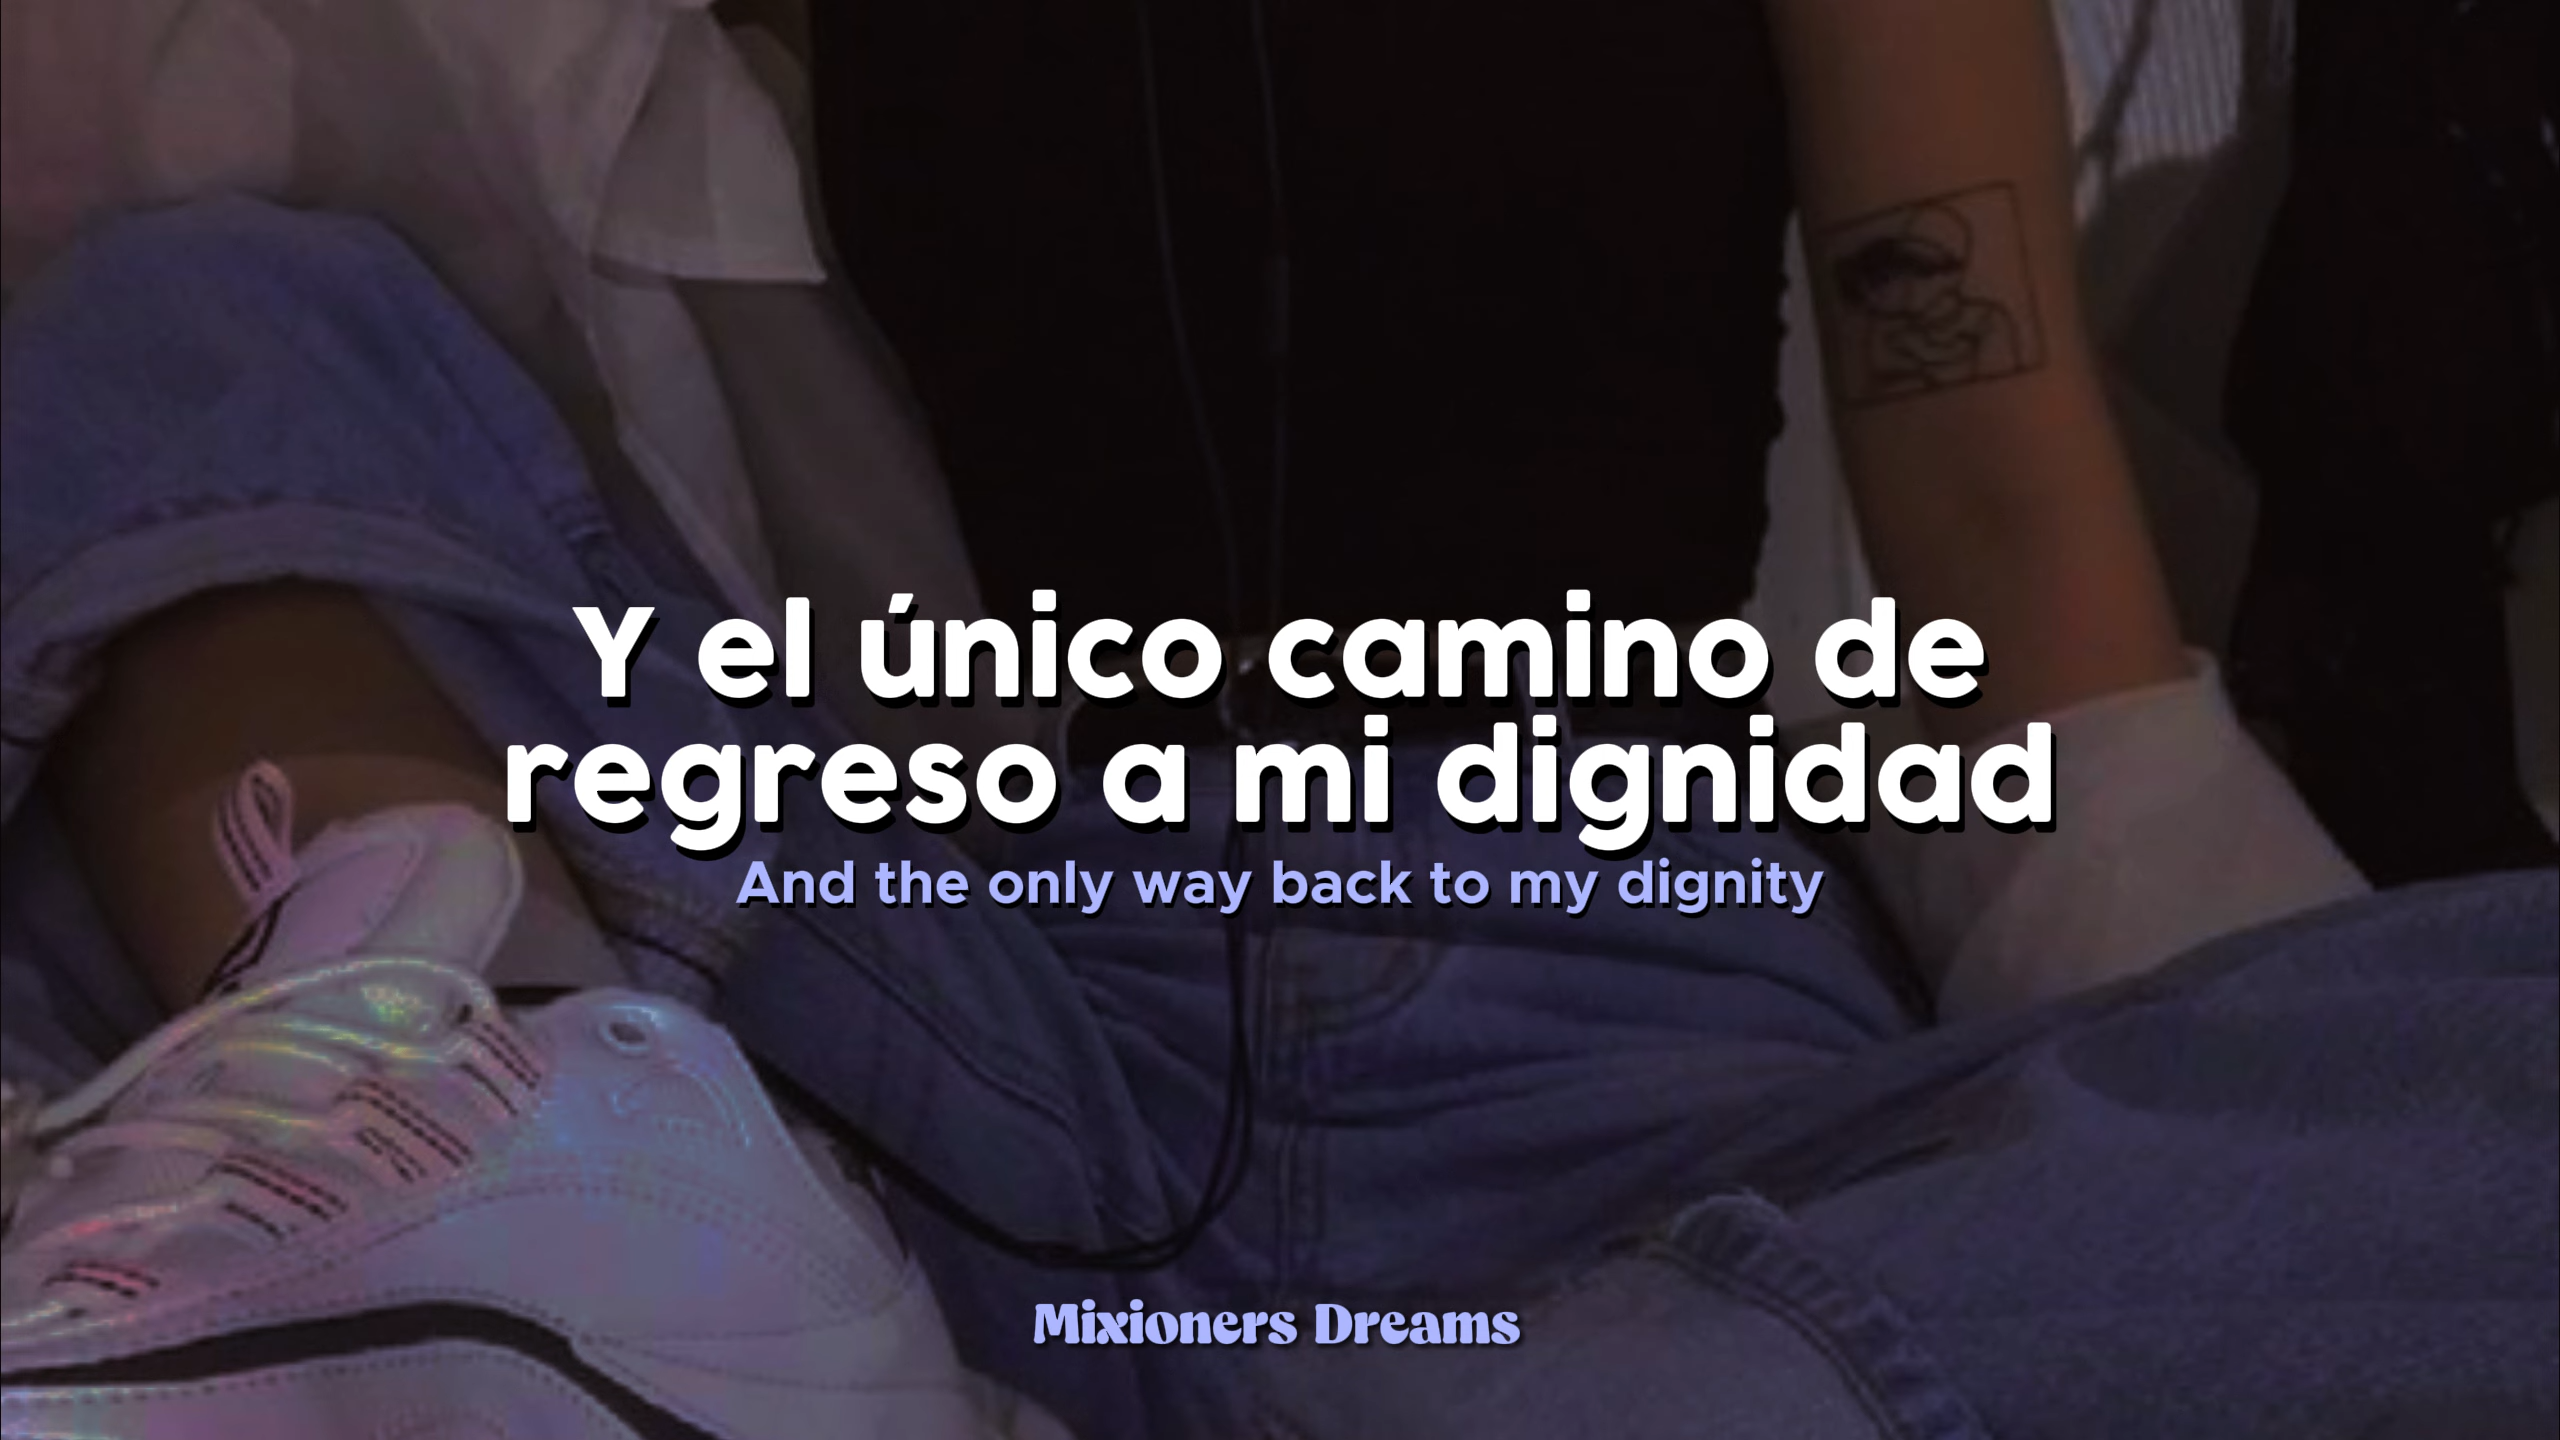 Y el único camino de
regreso a mi dignidad
And the only way back to my dignity
Mixioners Dreams